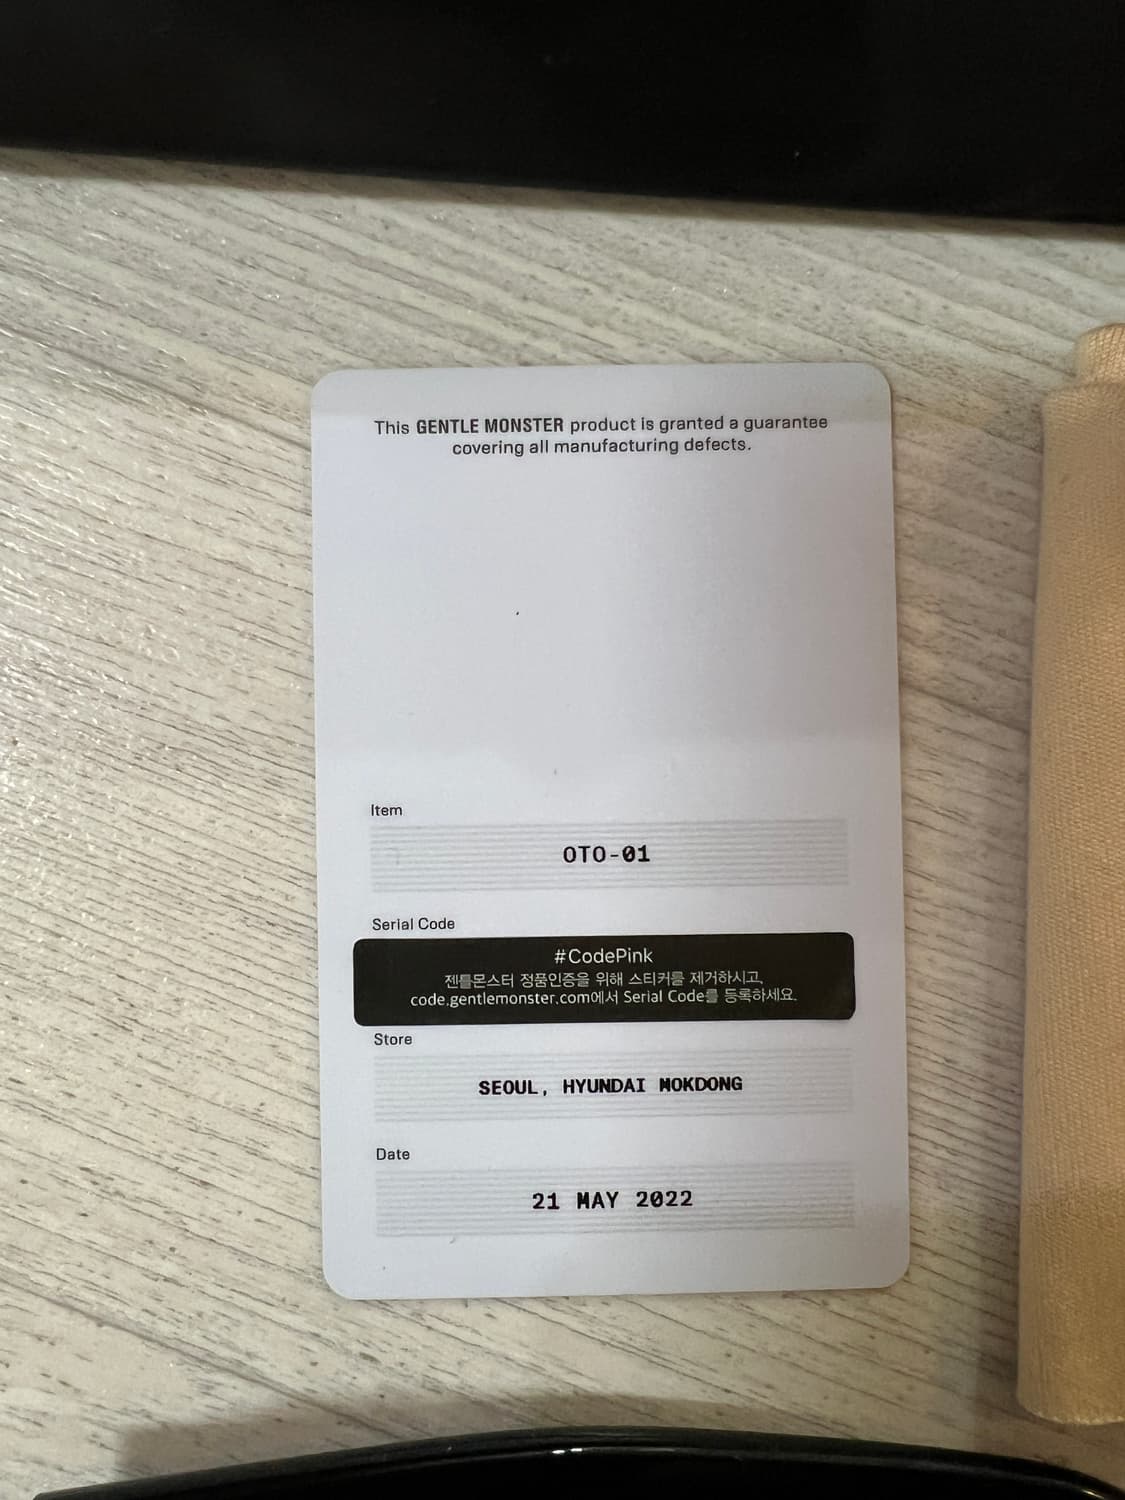 This GENTLE MONSTER product is granted a guarantee
covering all manufacturing defects.
Item
OTO-01
Serial Code
#CodePink
젠틀몬스터 정품인증을 위해 스티커를 제거하시고,
code.gentlemonster.com에서 Serial Code를 등록하세요.
Store
SEOUL, HYUNDAI MOKDONG
Date
21 MAY 2022